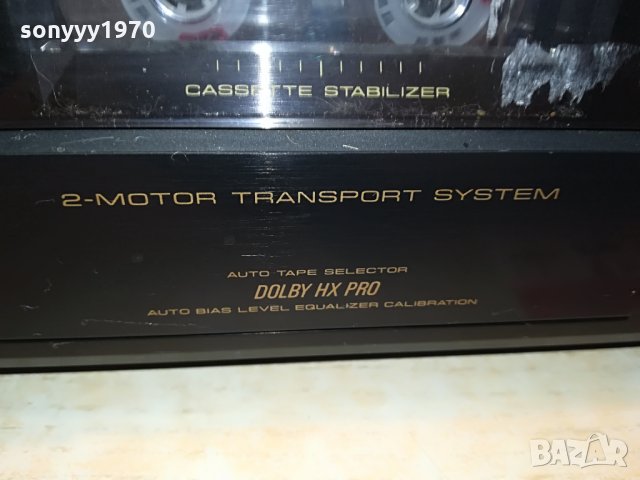 sonyyy1970
CASSETTE STABILIZER
2-MOTOR TRANSPORT SYSTEM
AUTO TAPE SELECTOR
DOLBY HX PRO
AUTO BIAS LEVEL EQUALIZER CALIBRATION
BAZAR